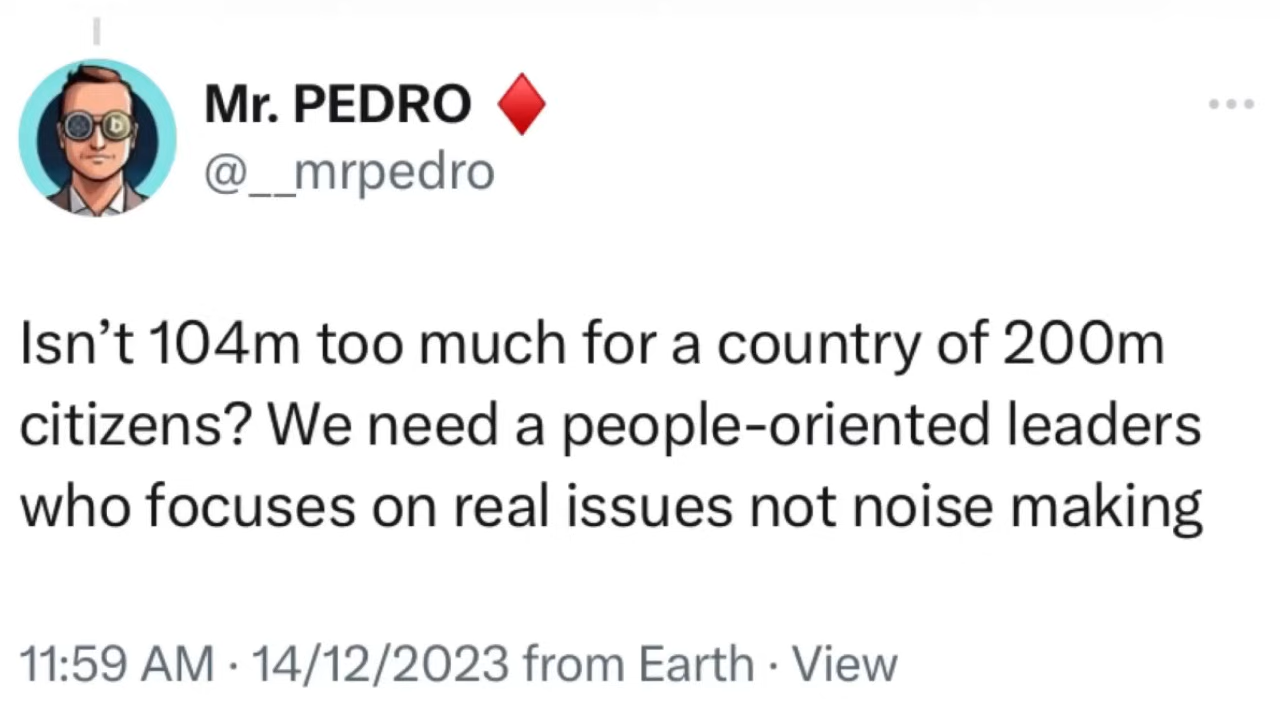 Mr. PEDRO ♦️
@__mrpedro
Isn’t 104m too much for a country of 200m
citizens? We need a people-oriented leaders
who focuses on real issues not noise making
11:59 AM · 14/12/2023 from Earth · View